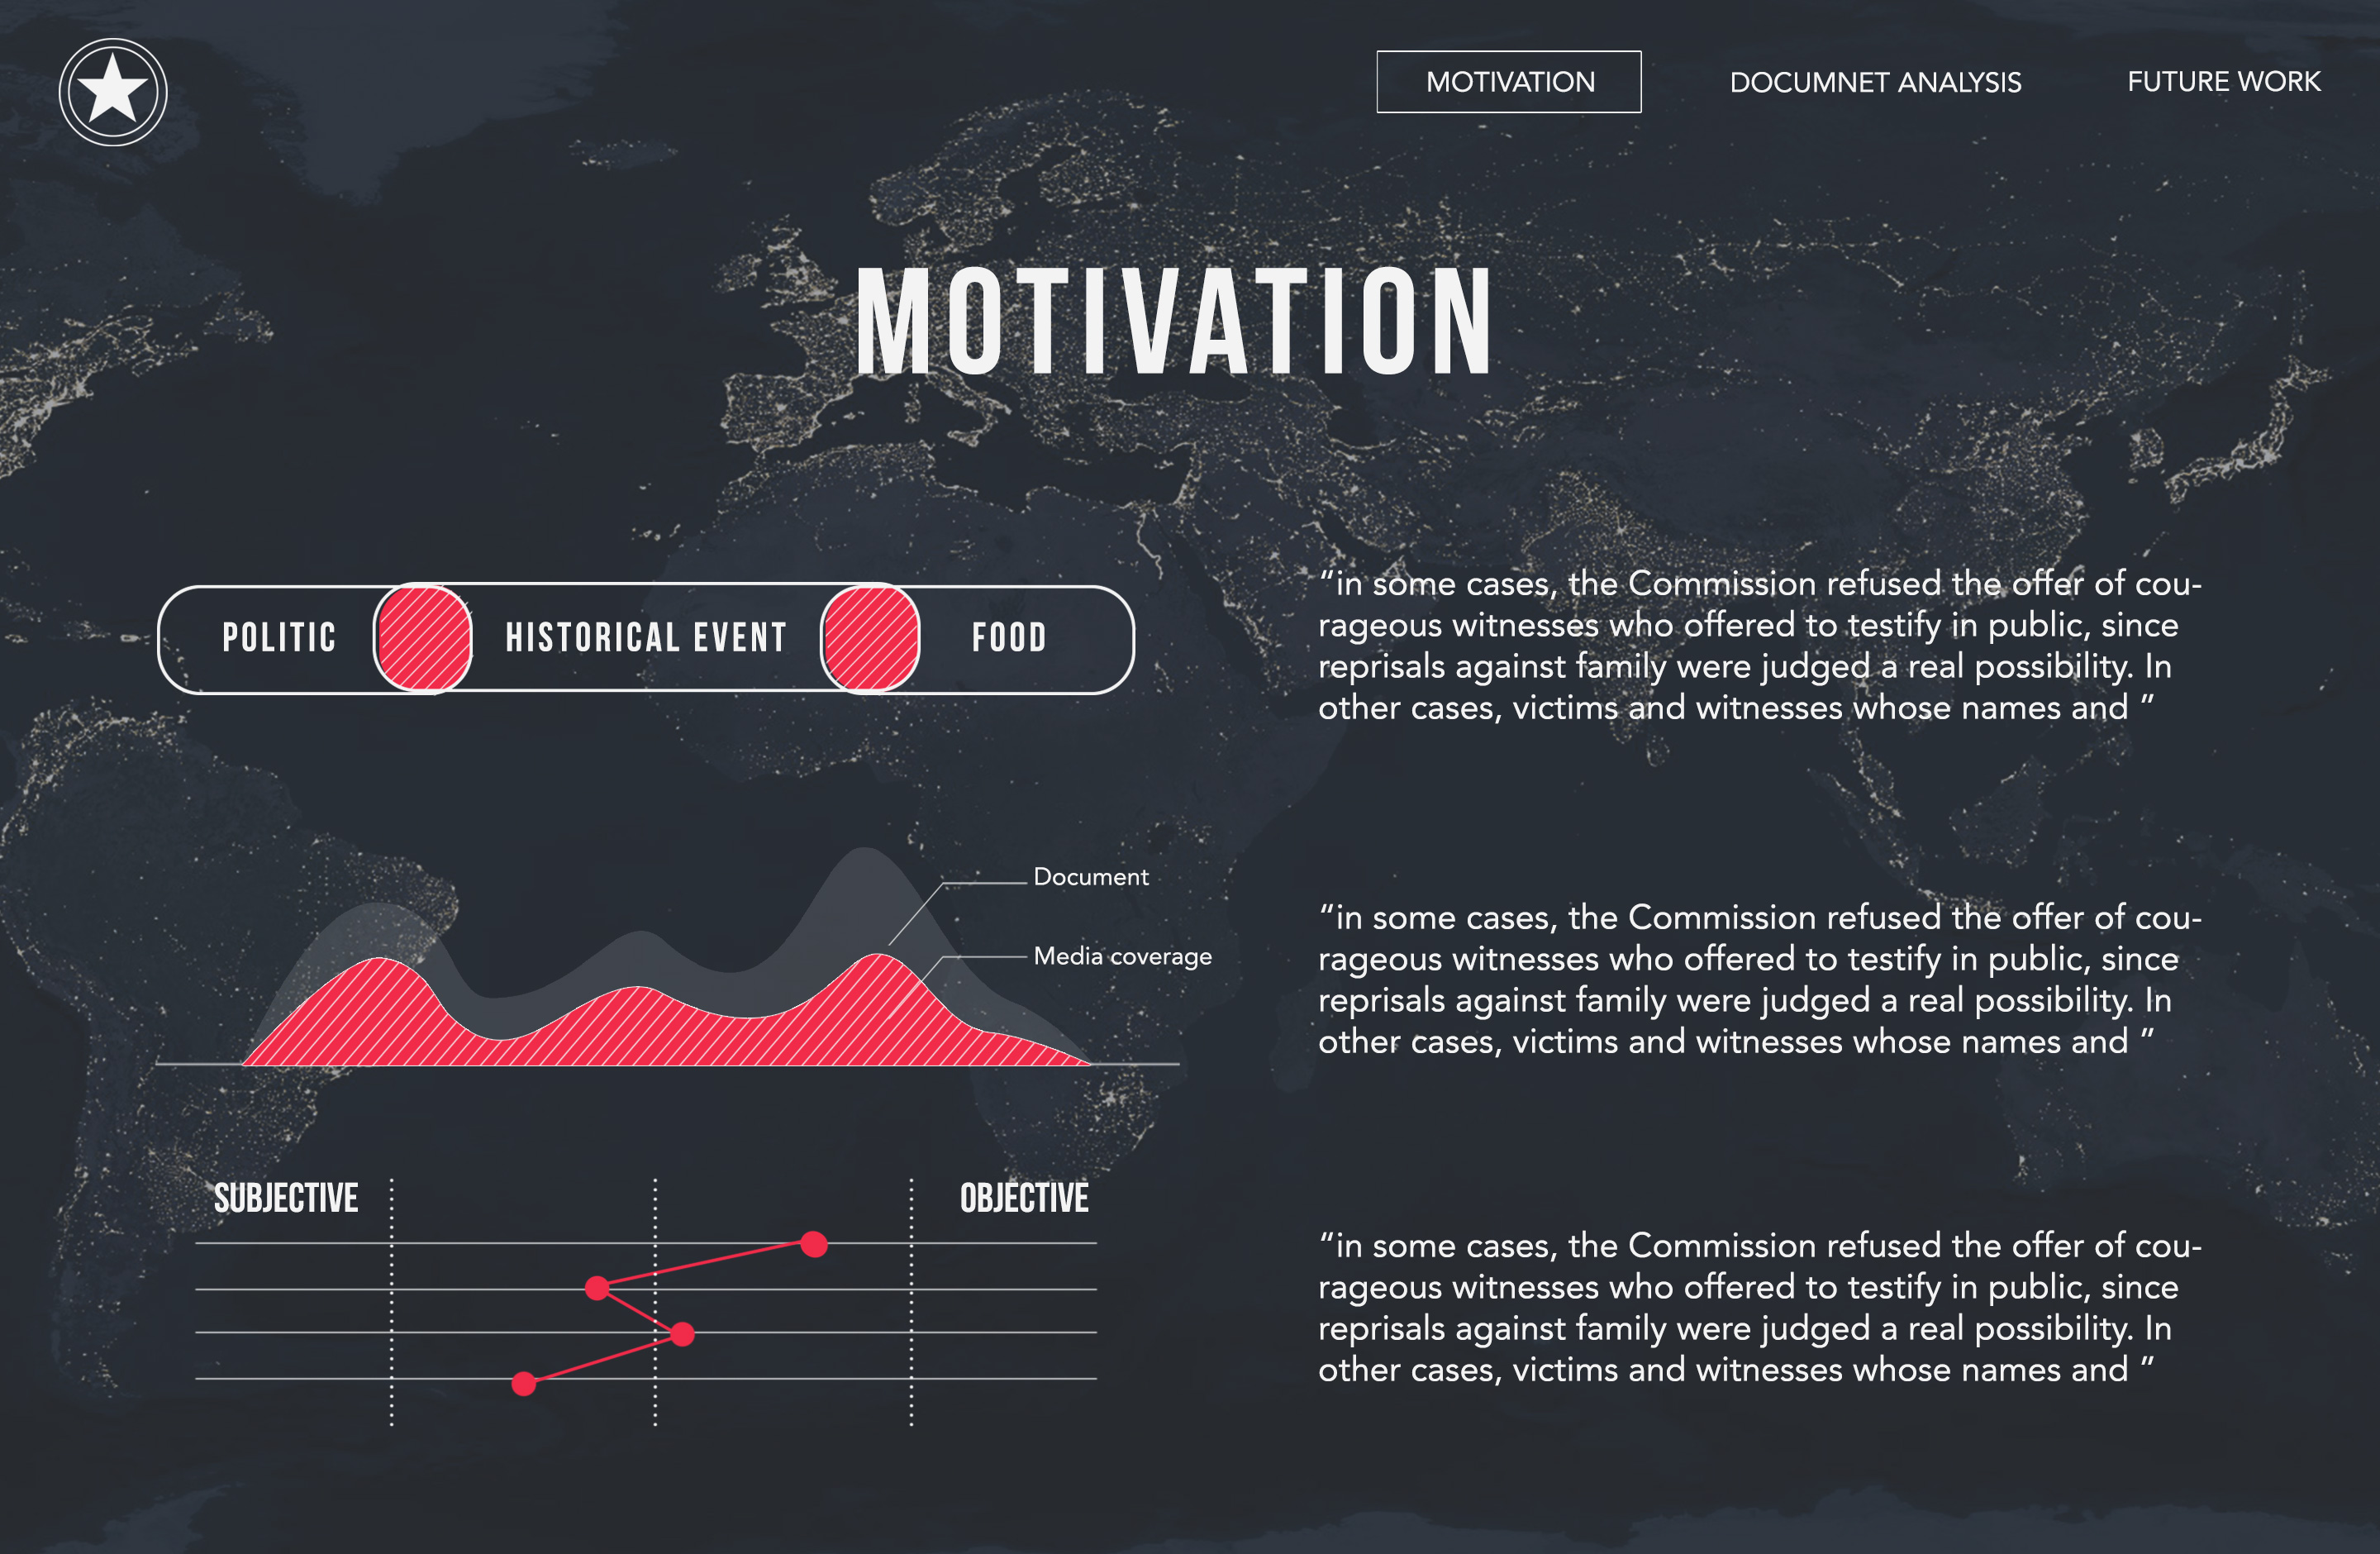 MOTIVATION
DOCUMNET ANALYSIS
FUTURE WORK
MOTIVATION
POLITIC
HISTORICAL EVENT
FOOD
“in some cases, the Commission refused the offer of cou-
rageous witnesses who offered to testify in public, since
reprisals against family were judged a real possibility. In
other cases, victims and witnesses whose names and ”
Document
Media coverage
“in some cases, the Commission refused the offer of cou-
rageous witnesses who offered to testify in public, since
reprisals against family were judged a real possibility. In
other cases, victims and witnesses whose names and ”
SUBJECTIVE
OBJECTIVE
“in some cases, the Commission refused the offer of cou-
rageous witnesses who offered to testify in public, since
reprisals against family were judged a real possibility. In
other cases, victims and witnesses whose names and ”